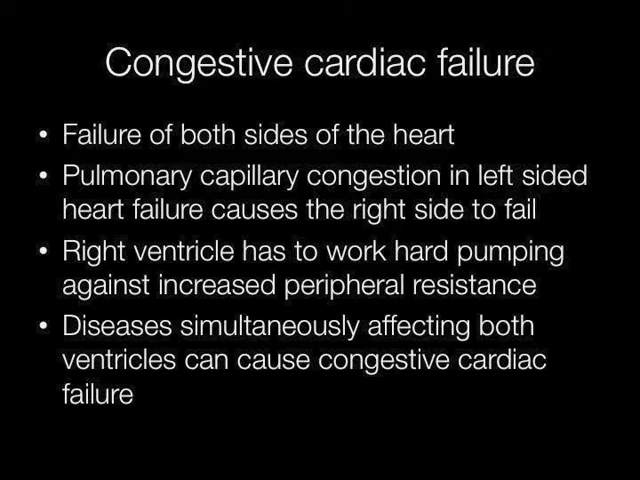 Congestive cardiac failure
• Failure of both sides of the heart
• Pulmonary capillary congestion in left sided
heart failure causes the right side to fail
• Right ventricle has to work hard pumping
against increased peripheral resistance
• Diseases simultaneously affecting both
ventricles can cause congestive cardiac
failure